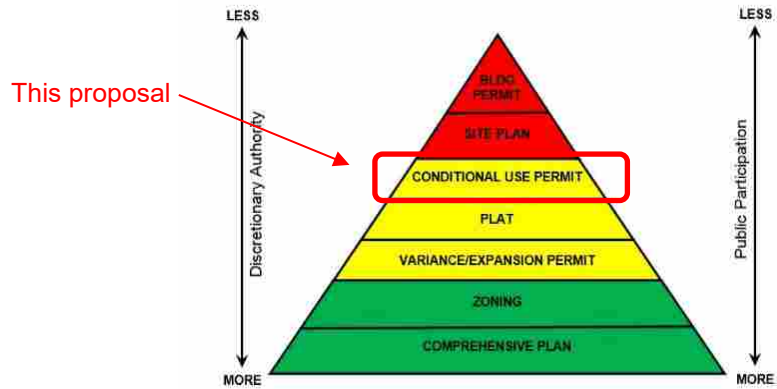 LESS
LESS
This proposal
BLDG
PERMIT
SITE PLAN
CONDITIONAL USE PERMIT
PLAT
VARIANCE/EXPANSION PERMIT
ZONING
COMPREHENSIVE PLAN
Discretionary Authority
Public Participation
MORE
MORE